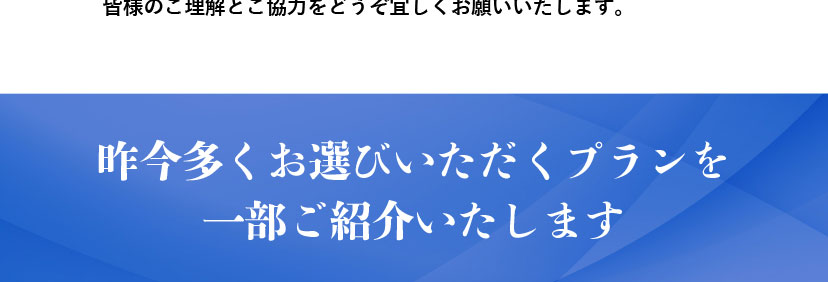 皆様のご理解とご協力をどうぞ宜しくお願いいたします。
昨今多くお選びいただくプランを
一部ご紹介いたします